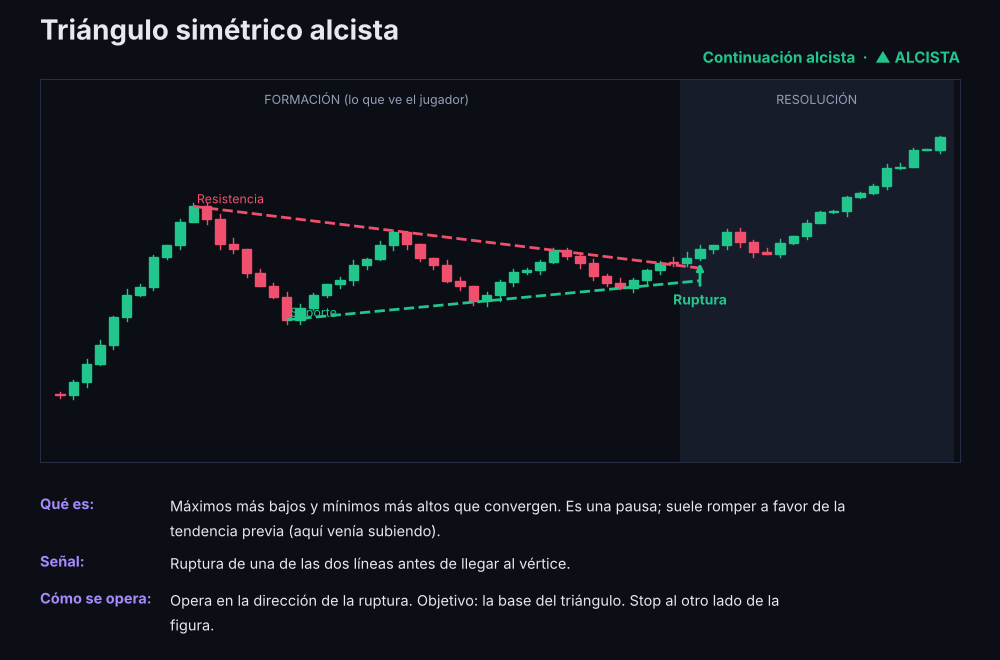 Triángulo simétrico alcista
Continuación alcista · ▲ ALCISTA
FORMACIÓN (lo que ve el jugador)
RESOLUCIÓN
Resistencia
Soporte
Ruptura
Qué es:
Máximos más bajos y mínimos más altos que convergen. Es una pausa; suele romper a favor de la
tendencia previa (aquí venía subiendo).
Señal:
Ruptura de una de las dos líneas antes de llegar al vértice.
Cómo se opera:
Opera en la dirección de la ruptura. Objetivo: la base del triángulo. Stop al otro lado de la
figura.